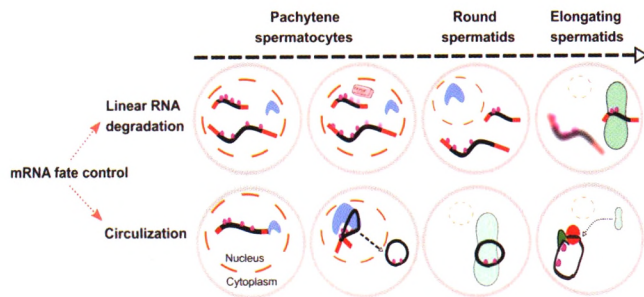 Pachytene
spermatocytes
Round
spermatids
Elongating
spermatids
Linear RNA
degradation
mRNA fate control
Circulization
Nucleus
Cytoplasm